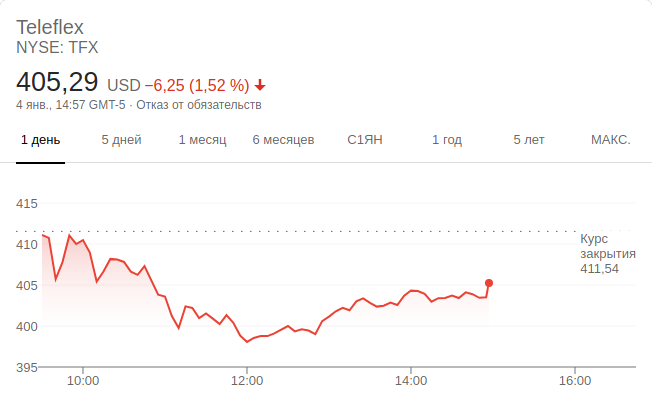 Teleflex
NYSE: TFX
405,29 USD −6,25 (1,52 %)
4 янв., 14:57 GMT-5 · Отказ от обязательств
1 день 5 дней 1 месяц 6 месяцев С1ЯН 1 год 5 лет МАКС.
415
410
405
400
395
Курс
закрытия
411,54
10:00 12:00 14:00 16:00